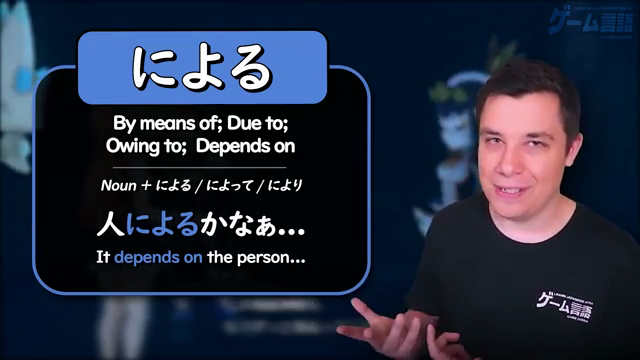 による
By means of; Due to;
Owing to; Depends on
Noun + による / によって / により
人によるかなぁ...
It depends on the person...
ゲーム言語
ゲーム言語